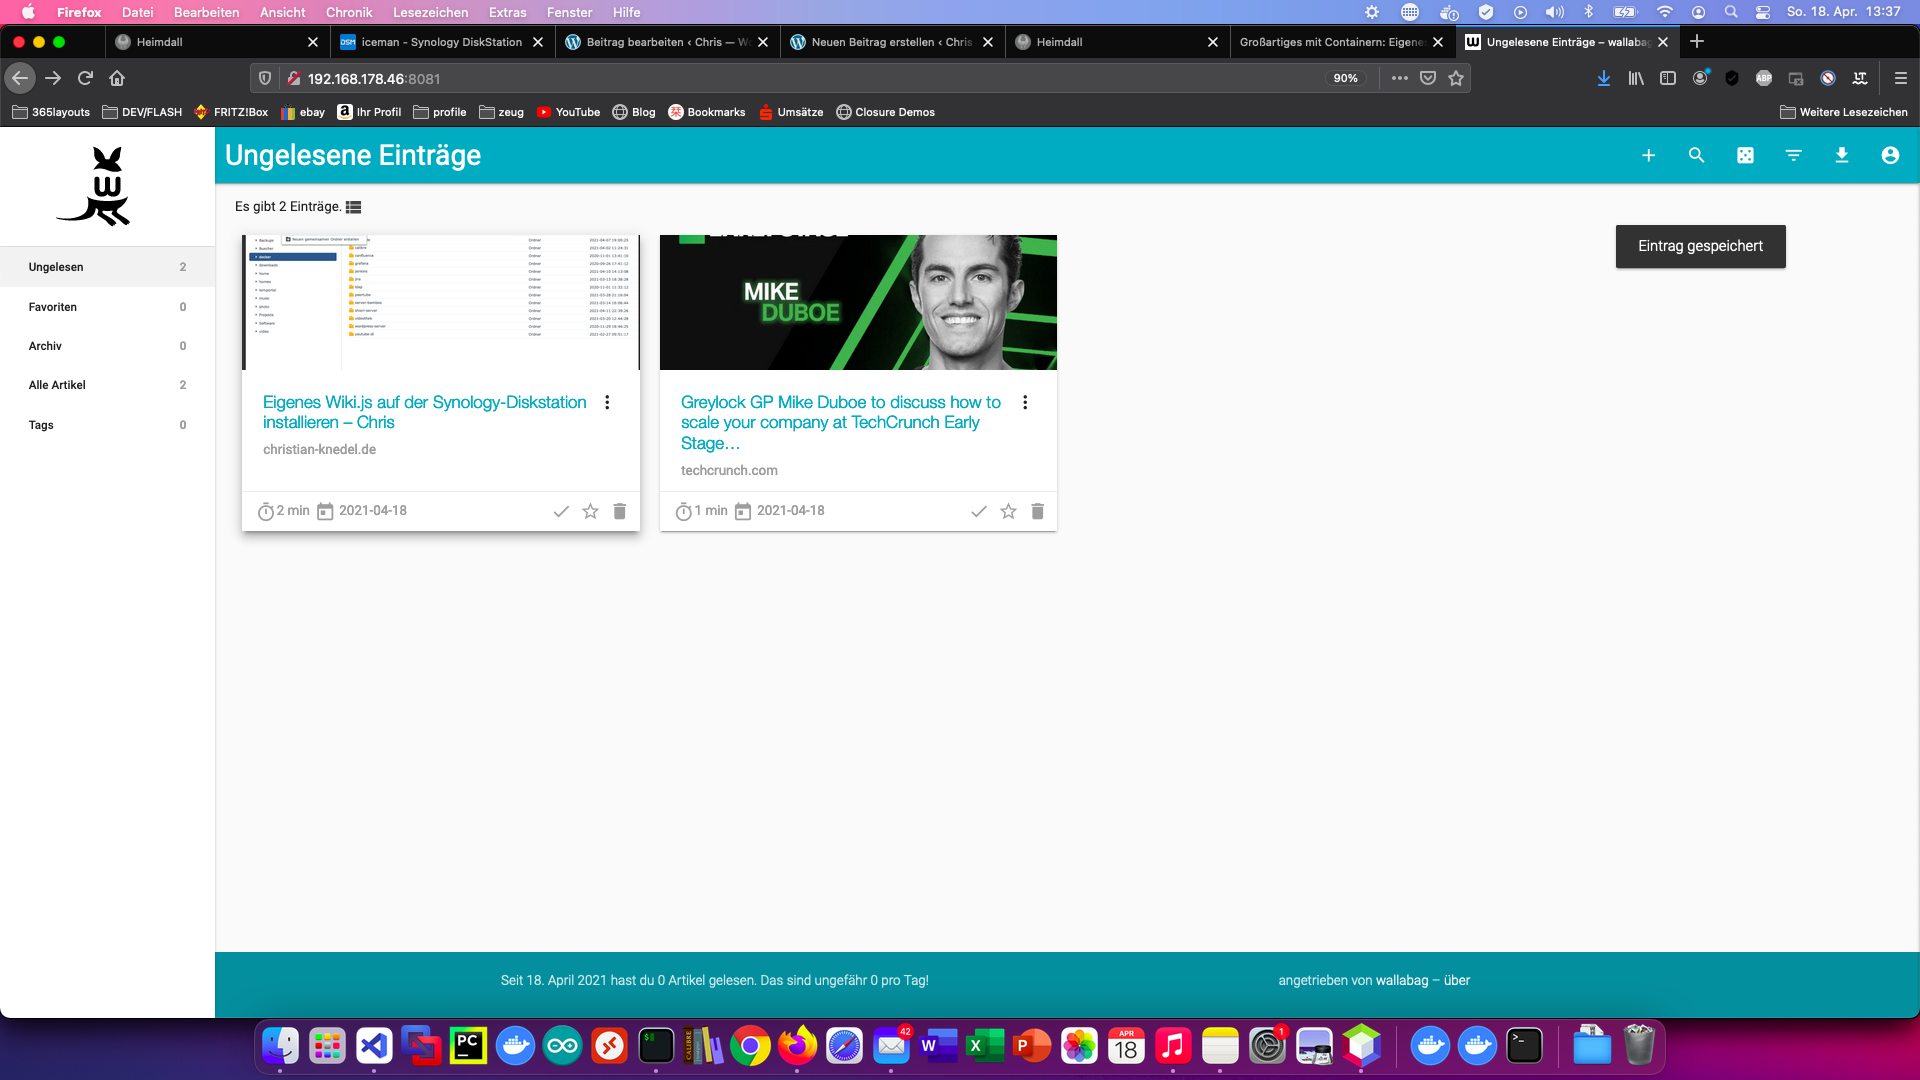 Firefox Datei Bearbeiten Ansicht Chronik Lesezeichen Extras Fenster Hilfe So. 18. Apr. 13:37
Heimdall iceman - Synology DiskStation Beitrag bearbeiten ‹ Chris — Wo Neuen Beitrag erstellen ‹ Chris Heimdall Großartiges mit Containern: Eigene Ungelesene Einträge – wallabag
192.168.178.46:8081 90% ABP
365layouts DEV/FLASH FRITZ!Box ebay Ihr Profil profile zeug YouTube Blog Bookmarks Umsätze Closure Demos Weitere Lesezeichen
Ungelesene Einträge
Es gibt 2 Einträge.
Eintrag gespeichert
Ungelesen 2
Favoriten 0
Archiv 0
Alle Artikel 2
Tags 0
Eigenes Wiki.js auf der Synology-Diskstation
installieren – Chris
christian-knedel.de
2 min 2021-04-18
MIKE
DUBOE
Greylock GP Mike Duboe to discuss how to
scale your company at TechCrunch Early
Stage…
techcrunch.com
1 min 2021-04-18
Seit 18. April 2021 hast du 0 Artikel gelesen. Das sind ungefähr 0 pro Tag!
angetrieben von wallabag – über
PC 42 W X P APR 18 1